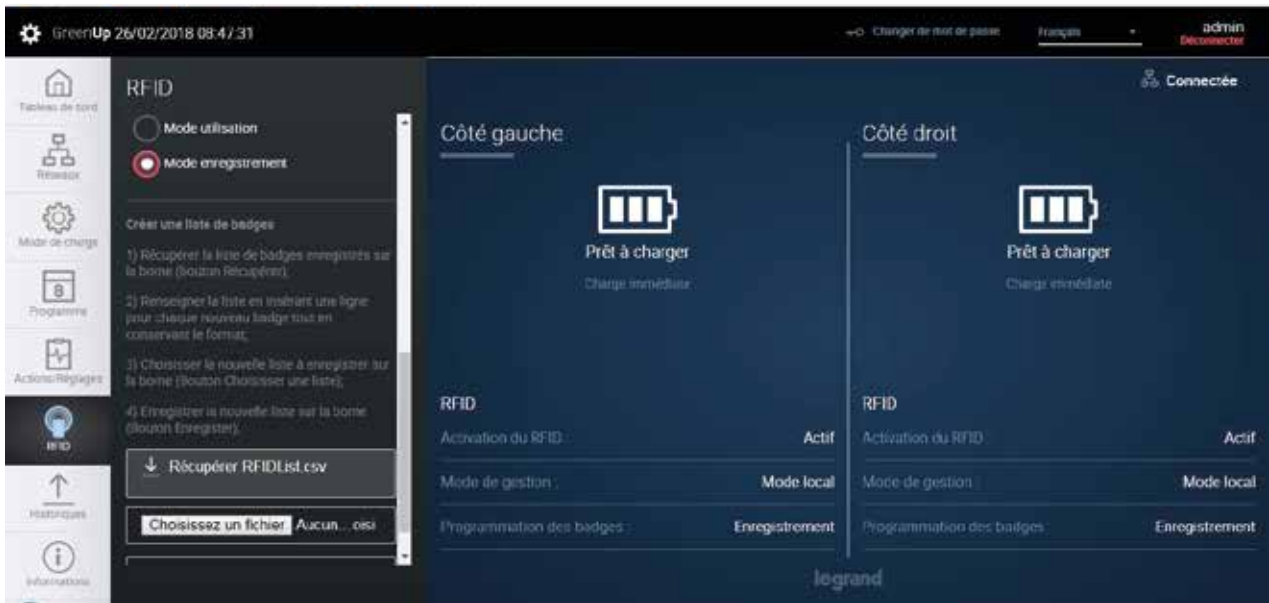 GreenUp 26/02/2018 08:47:31
Changer de mot de passe
Français
admin
Déconnecter
Tableau de bord
Réseaux
Mode de charge
8
Programme
Actions/Réglages
RFID
Historiques
Informations
RFID
Mode utilisation
Mode enregistrement
Créer une liste de badges
1) Récupérer la liste de badges enregistrés sur
la borne (Bouton Récupérer);
2) Renseigner la liste en insérant une ligne
pour chaque nouveau badge tout en
conservant le format;
3) Choisisser la nouvelle liste à enregistrer sur
la borne (Bouton Choisisser une liste);
4) Enregistrer la nouvelle liste sur la borne
(Bouton Enregister).
Récupérer RFIDList.csv
Choisissez un fichier Aucun...oisi
Connectée
Côté gauche
Prêt à charger
Charge immédiate
RFID
Activation du RFID : Actif
Mode de gestion : Mode local
Programmation des badges : Enregistrement
Côté droit
Prêt à charger
Charge immédiate
RFID
Activation du RFID : Actif
Mode de gestion : Mode local
Programmation des badges : Enregistrement
legrand